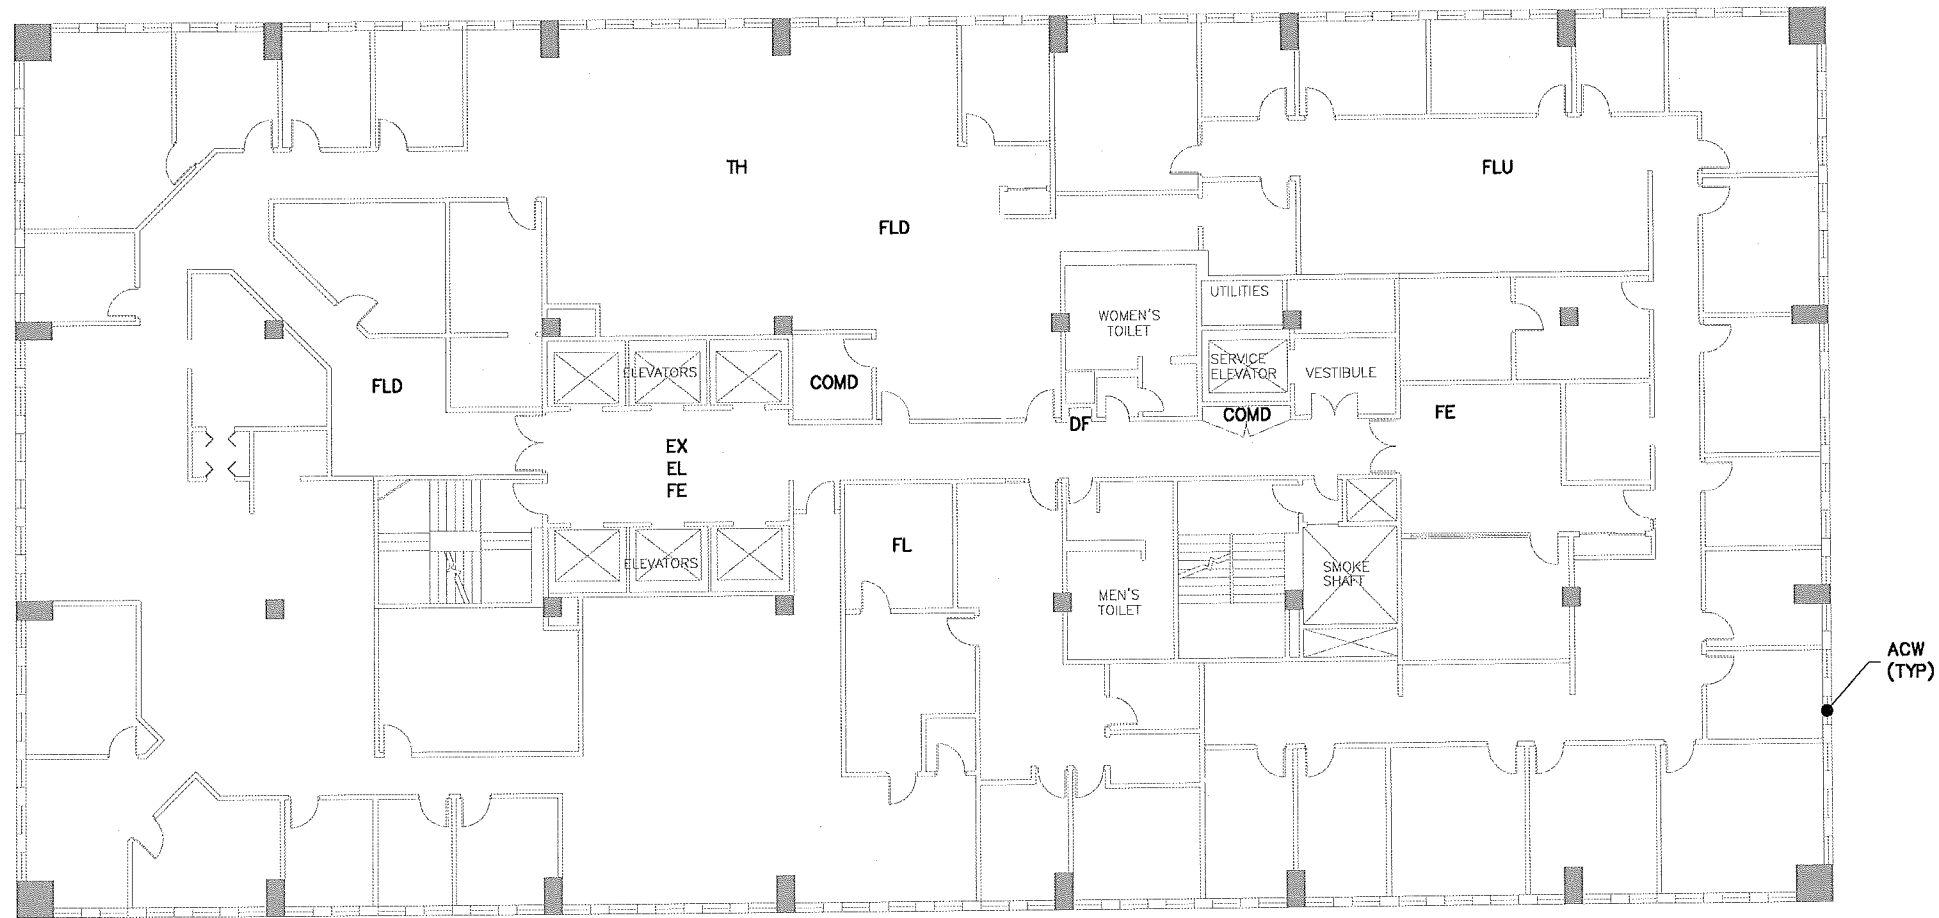 TH
FLU
FLD
UTILITIES
WOMEN'S
TOILET
ELEVATORS
SERVICE
ELEVATOR
VESTIBULE
FLD
COMD
COMD
FE
DF
EX
EL
FE
FL
ELEVATORS
SMOKE
SHAFT
MEN'S
TOILET
ACW
(TYP)